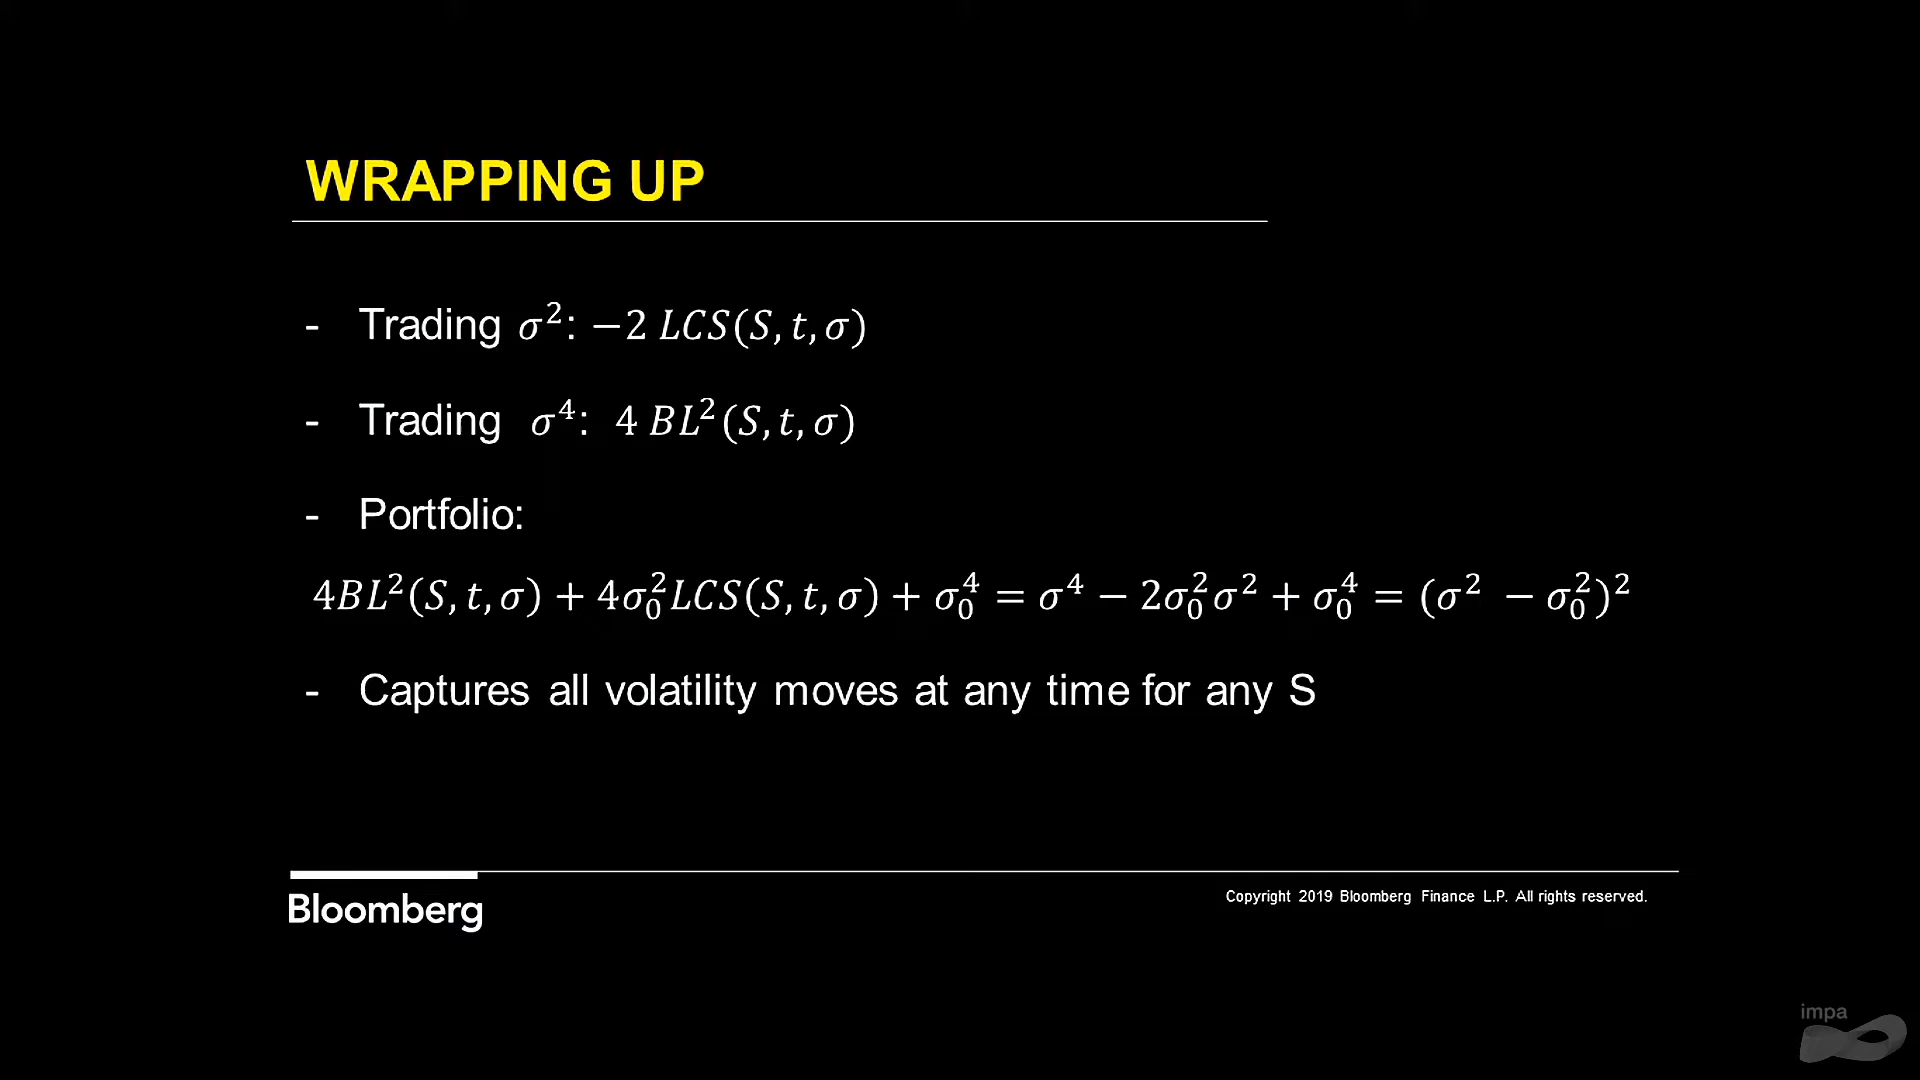 WRAPPING UP
- Trading σ²: −2 LCS(S, t, σ)
- Trading σ⁴: 4 BL²(S, t, σ)
- Portfolio:
4BL²(S, t, σ) + 4σ₀²LCS(S, t, σ) + σ₀⁴ = σ⁴ − 2σ₀²σ² + σ₀⁴ = (σ² − σ₀²)²
- Captures all volatility moves at any time for any S
Bloomberg
Copyright 2019 Bloomberg Finance L.P. All rights reserved.
impa